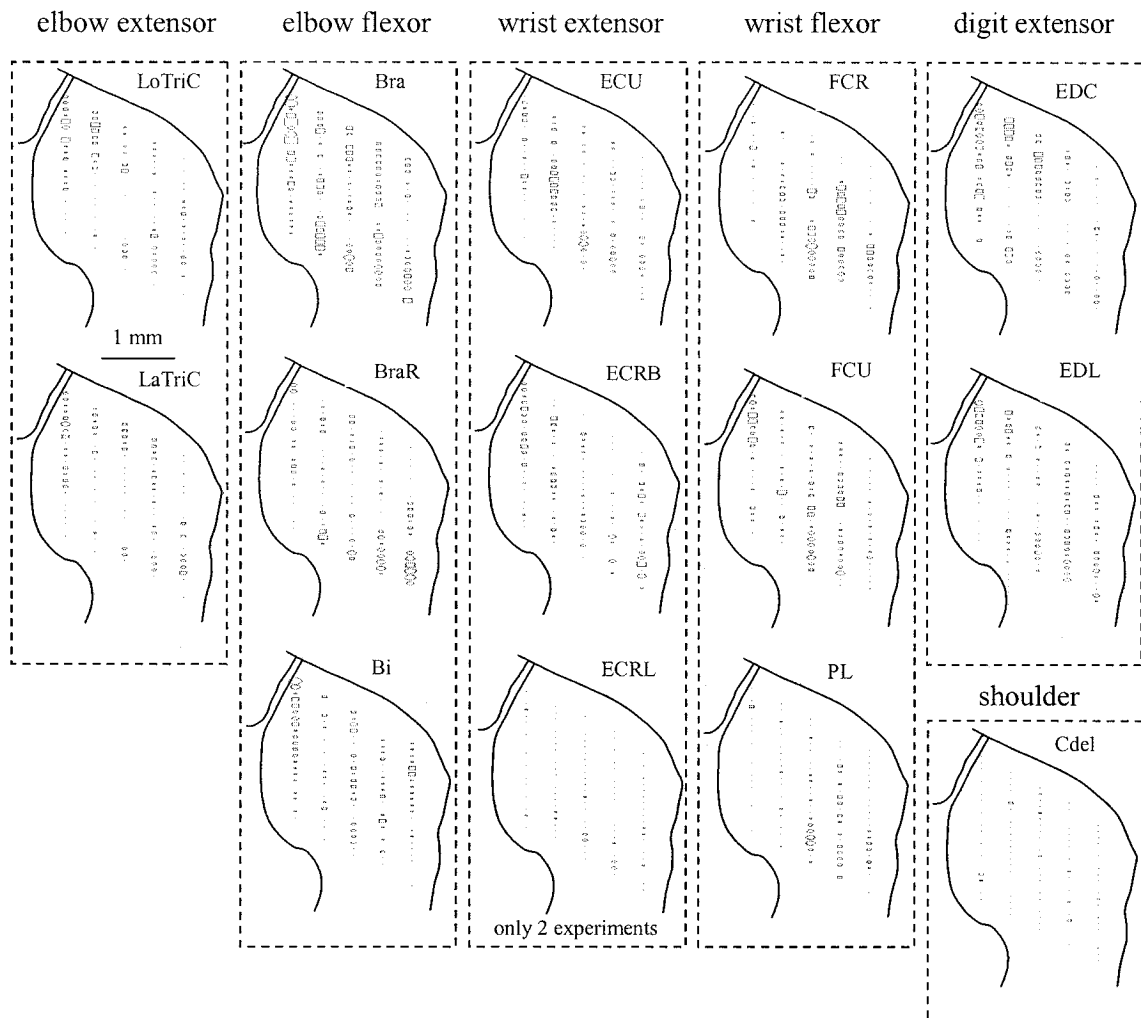 elbow extensor elbow flexor wrist extensor wrist flexor digit extensor
LoTriC Bra ECU FCR EDC
1 mm
LaTriC BraR ECRB FCU EDL
Bi ECRL PL
shoulder
Cdel
only 2 experiments